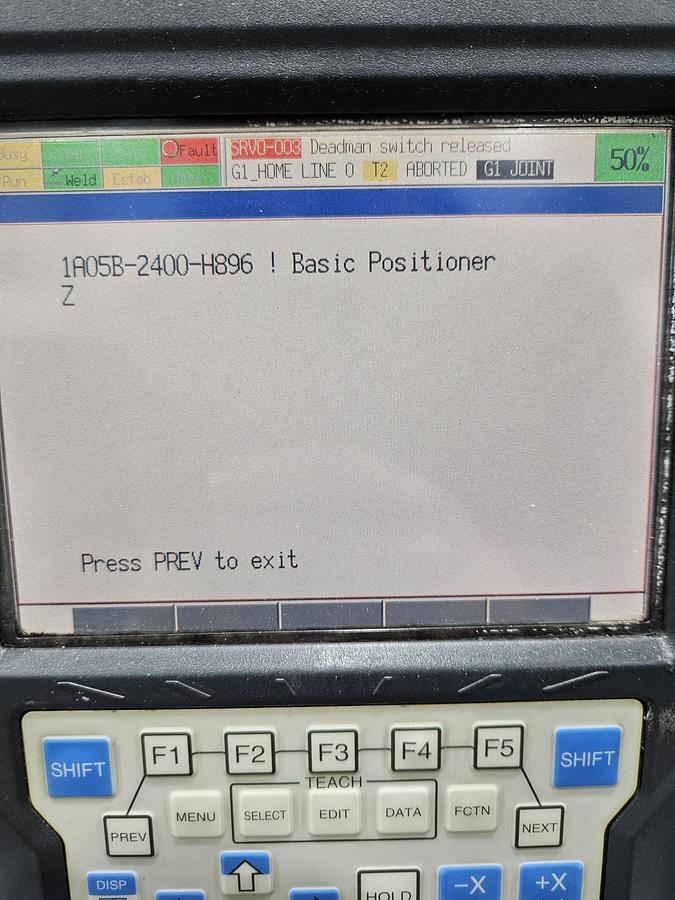 Busy
Fault
SRVO-003 Deadman switch released
50%
Run
Weld
Estab
G1_HOME LINE 0 T2 ABORTED G1 JOINT
1A05B-2400-H896 ! Basic Positioner
Z
Press PREV to exit
SHIFT
F1
F2
F3
F4
F5
SHIFT
TEACH
PREV
MENU
SELECT
EDIT
DATA
FCTN
NEXT
DISP
HOLD
-X
+X